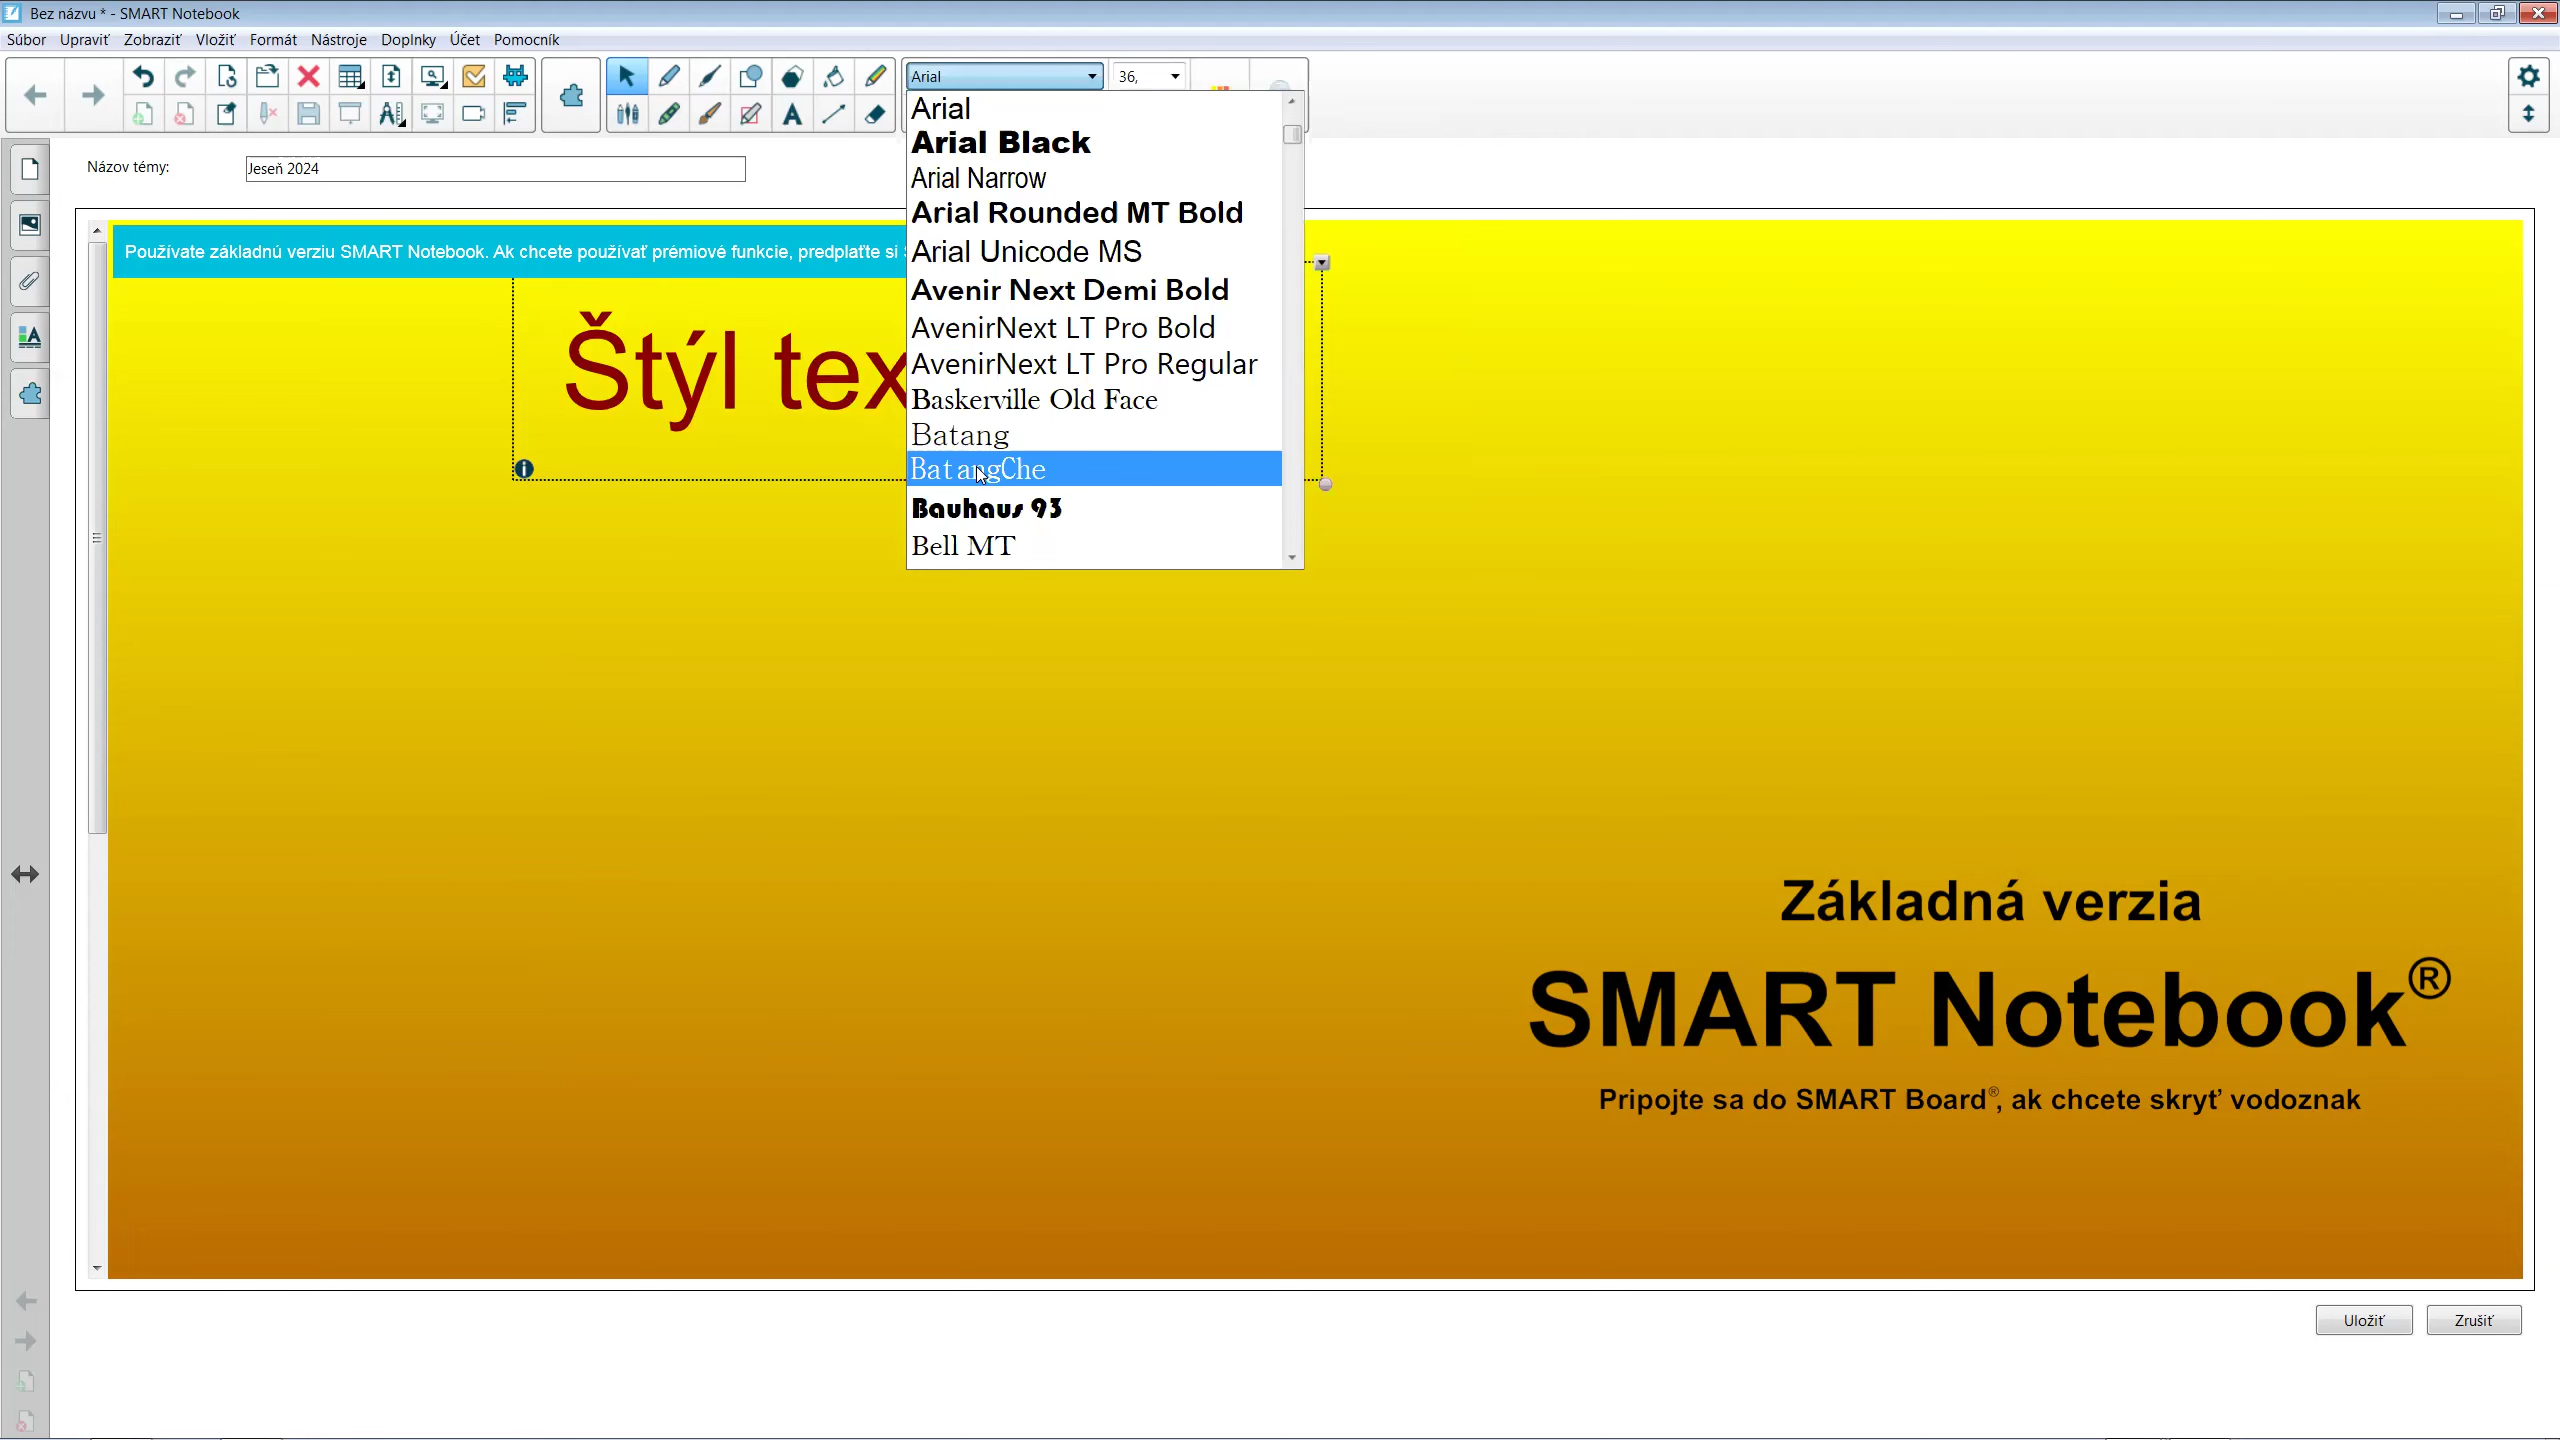 Bez názvu * - SMART Notebook
Súbor Upraviť Zobraziť Vložiť Formát Nástroje Doplnky Účet Pomocník
Arial 36,
Názov témy: Jeseň 2024
Používate základnú verziu SMART Notebook. Ak chcete používať prémiové funkcie, predplaťte si
Štýl tex
Arial
Arial Black
Arial Narrow
Arial Rounded MT Bold
Arial Unicode MS
Avenir Next Demi Bold
AvenirNext LT Pro Bold
AvenirNext LT Pro Regular
Baskerville Old Face
Batang
BatangChe
Bauhaus 93
Bell MT
Základná verzia
SMART Notebook®
Pripojte sa do SMART Board®, ak chcete skryť vodoznak
Uložiť Zrušiť